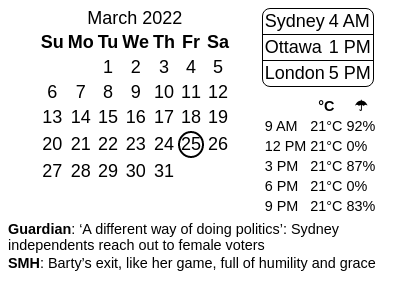 March 2022
Su Mo Tu We Th Fr Sa
1 2 3 4 5
6 7 8 9 10 11 12
13 14 15 16 17 18 19
20 21 22 23 24 25 26
27 28 29 30 31
Sydney 4 AM
Ottawa 1 PM
London 5 PM
°C ☂
9 AM 21°C 92%
12 PM 21°C 0%
3 PM 21°C 87%
6 PM 21°C 0%
9 PM 21°C 83%
Guardian: ‘A different way of doing politics’: Sydney
independents reach out to female voters
SMH: Barty’s exit, like her game, full of humility and grace